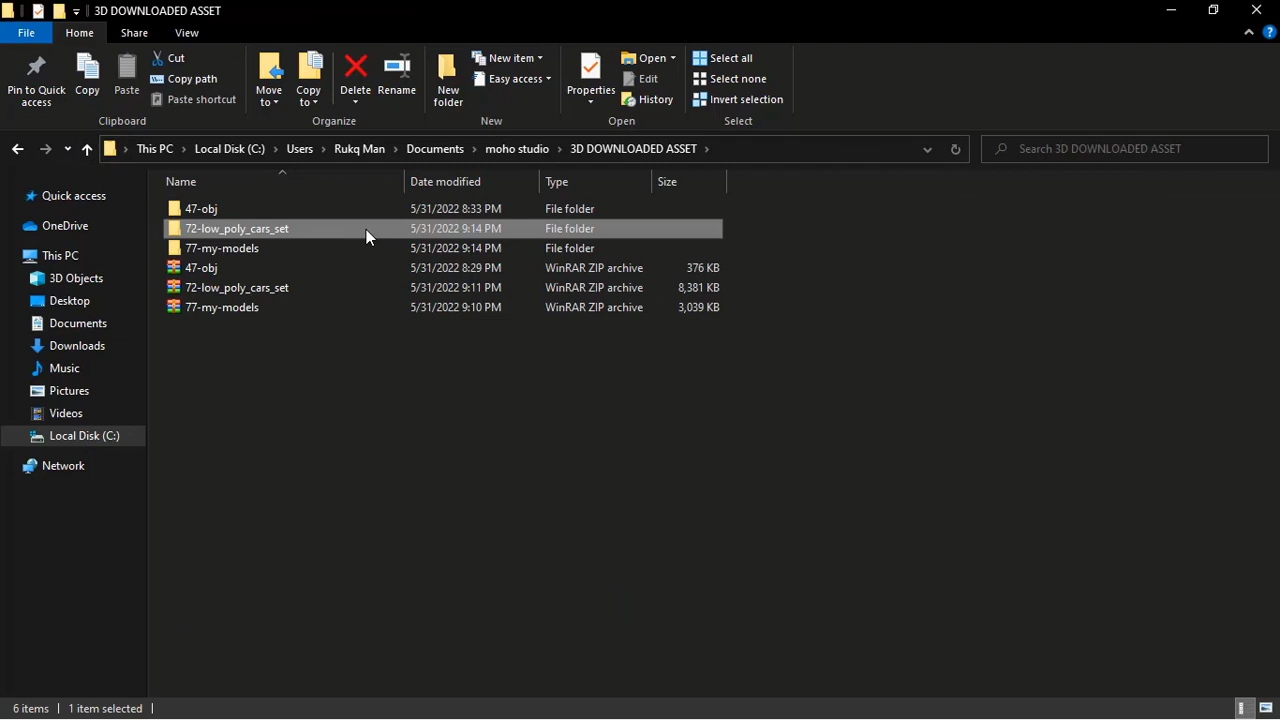 3D DOWNLOADED ASSET
File Home Share View
Pin to Quick access
Copy
Paste
Cut
Copy path
Paste shortcut
Move to
Copy to
Delete
Rename
New folder
New item
Easy access
Properties
Open
Edit
History
Select all
Select none
Invert selection
Clipboard Organize New Open Select
This PC Local Disk (C:) Users Rukq Man Documents moho studio 3D DOWNLOADED ASSET
Search 3D DOWNLOADED ASSET
Quick access
OneDrive
This PC
3D Objects
Desktop
Documents
Downloads
Music
Pictures
Videos
Local Disk (C:)
Network
Name Date modified Type Size
47-obj 5/31/2022 8:33 PM File folder
72-low_poly_cars_set 5/31/2022 9:14 PM File folder
77-my-models 5/31/2022 9:14 PM File folder
47-obj 5/31/2022 8:29 PM WinRAR ZIP archive 376 KB
72-low_poly_cars_set 5/31/2022 9:11 PM WinRAR ZIP archive 8,381 KB
77-my-models 5/31/2022 9:10 PM WinRAR ZIP archive 3,039 KB
6 items 1 item selected